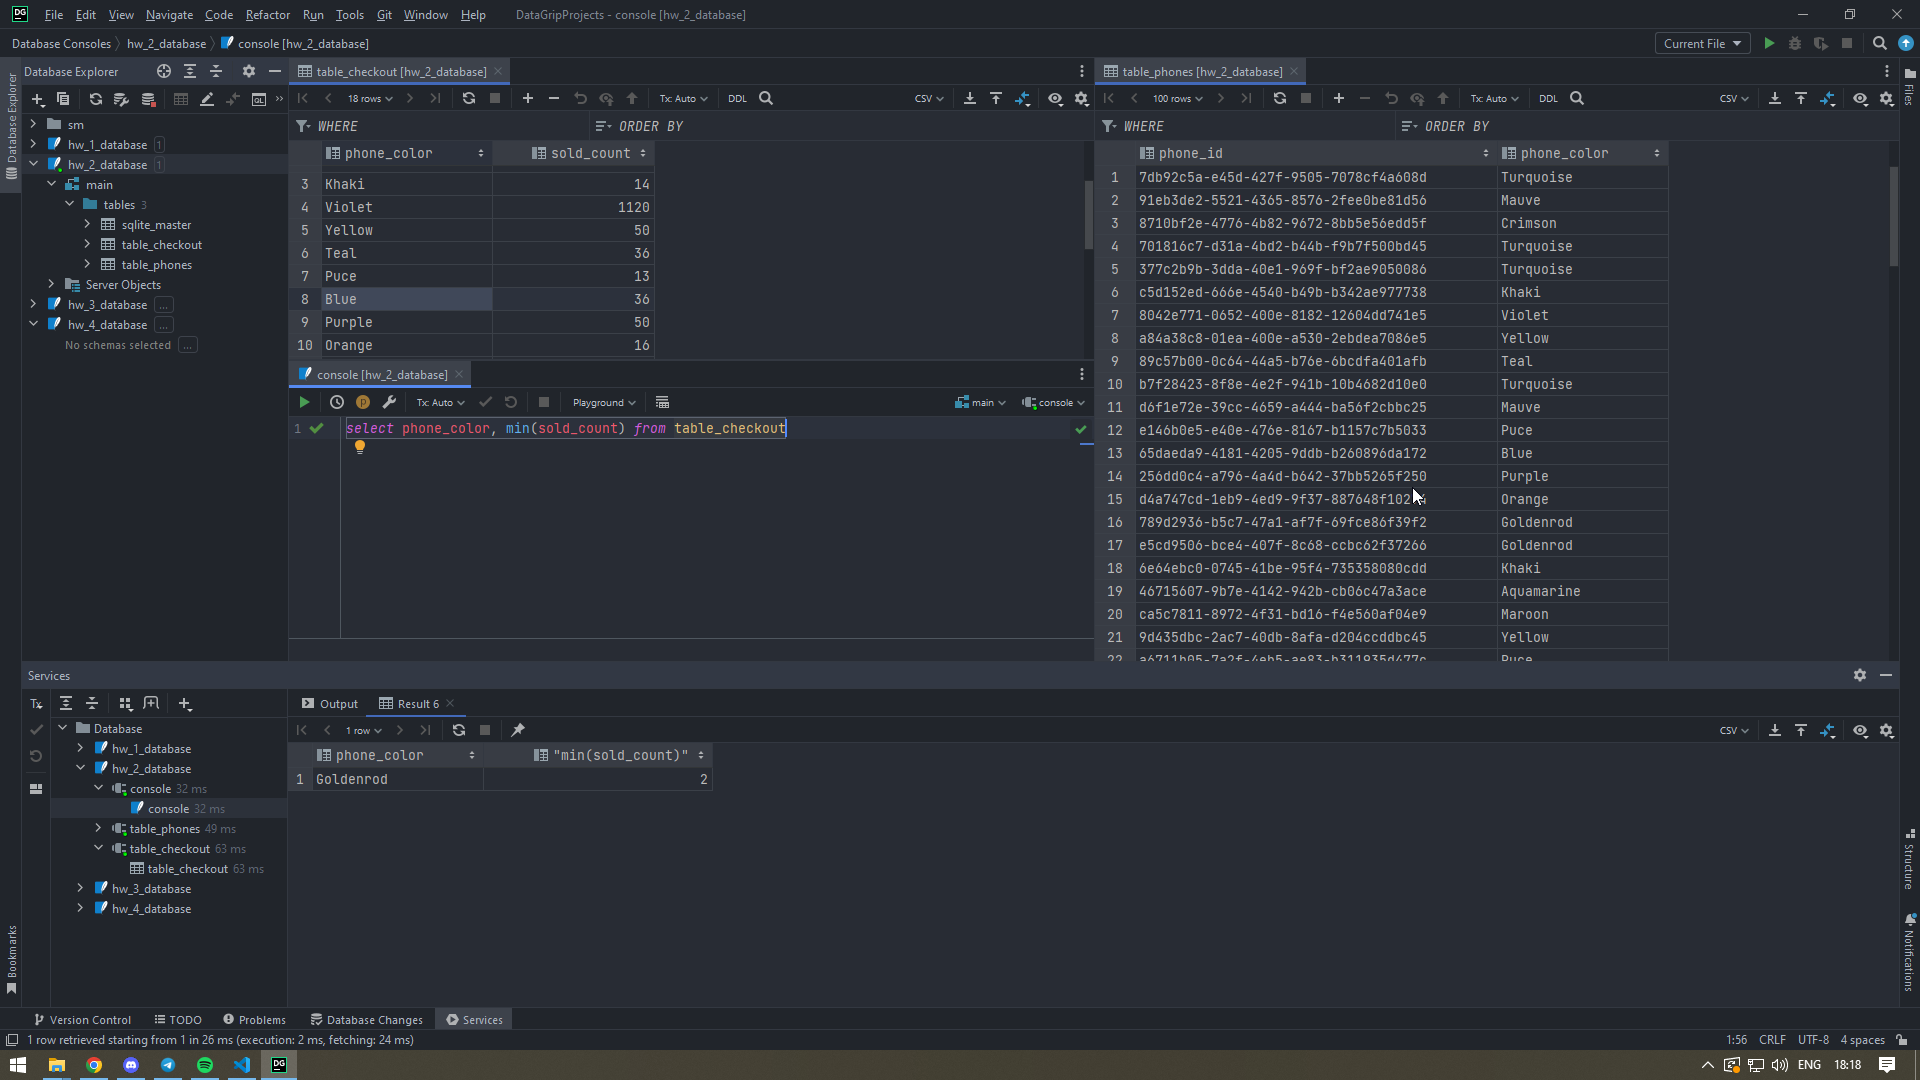 DG File Edit View Navigate Code Refactor Run Tools Git Window Help DataGripProjects - console [hw_2_database]
Database Consoles hw_2_database console [hw_2_database] Current File
Database Explorer
sm
hw_1_database 1
hw_2_database 1
main
tables 3
sqlite_master
table_checkout
table_phones
Server Objects
hw_3_database ...
hw_4_database ...
No schemas selected ...
Database Explorer
Bookmarks
table_checkout [hw_2_database]
18 rows Tx: Auto DDL CSV
WHERE ORDER BY
phone_color sold_count
3 Khaki 14
4 Violet 1120
5 Yellow 50
6 Teal 36
7 Puce 13
8 Blue 36
9 Purple 50
10 Orange 16
console [hw_2_database]
Tx: Auto Playground main console
1 select phone_color, min(sold_count) from table_checkout
table_phones [hw_2_database]
100 rows Tx: Auto DDL CSV
WHERE ORDER BY
phone_id phone_color
1 7db92c5a-e45d-427f-9505-7078cf4a608d Turquoise
2 91eb3de2-5521-4365-8576-2fee0be81d56 Mauve
3 8710bf2e-4776-4b82-9672-8bb5e56edd5f Crimson
4 701816c7-d31a-4bd2-b44b-f9b7f500bd45 Turquoise
5 377c2b9b-3dda-40e1-969f-bf2ae9050086 Turquoise
6 c5d152ed-666e-4540-b49b-b342ae977738 Khaki
7 8042e771-0652-400e-8182-12604dd741e5 Violet
8 a84a38c8-01ea-400e-a530-2ebdea7086e5 Yellow
9 89c57b00-0c64-44a5-b76e-6bcdfa401afb Teal
10 b7f28423-8f8e-4e2f-941b-10b4682d10e0 Turquoise
11 d6f1e72e-39cc-4659-a444-ba56f2cbbc25 Mauve
12 e146b0e5-e40e-476e-8167-b1157c7b5033 Puce
13 65daeda9-4181-4205-9ddb-b260896da172 Blue
14 256dd0c4-a796-4a4d-b642-37bb5265f250 Purple
15 Orange
16 789d2936-b5c7-47a1-af7f-69fce86f39f2 Goldenrod
17 e5cd9506-bce4-407f-8c68-ccbc62f37266 Goldenrod
18 6e64ebc0-0745-41be-95f4-735358080cdd Khaki
19 46715607-9b7e-4142-942b-cb06c47a3ace Aquamarine
20 ca5c7811-8972-4f31-bd16-f4e560af04e9 Maroon
21 9d435dbc-2ac7-40db-8afa-d204ccddbc45 Yellow
22 a6711b05-7a2f-4eb5-ae83-b311935d477c Puce
Files
Structure
Notifications
Services
Tx
Database
hw_1_database
hw_2_database
console 32 ms
console 32 ms
table_phones 49 ms
table_checkout 63 ms
table_checkout 63 ms
hw_3_database
hw_4_database
Output Result 6
1 row CSV
phone_color "min(sold_count)"
1 Goldenrod 2
Version Control TODO Problems Database Changes Services
1 row retrieved starting from 1 in 26 ms (execution: 2 ms, fetching: 24 ms) 1:56 CRLF UTF-8 4 spaces
DG ENG 18:18